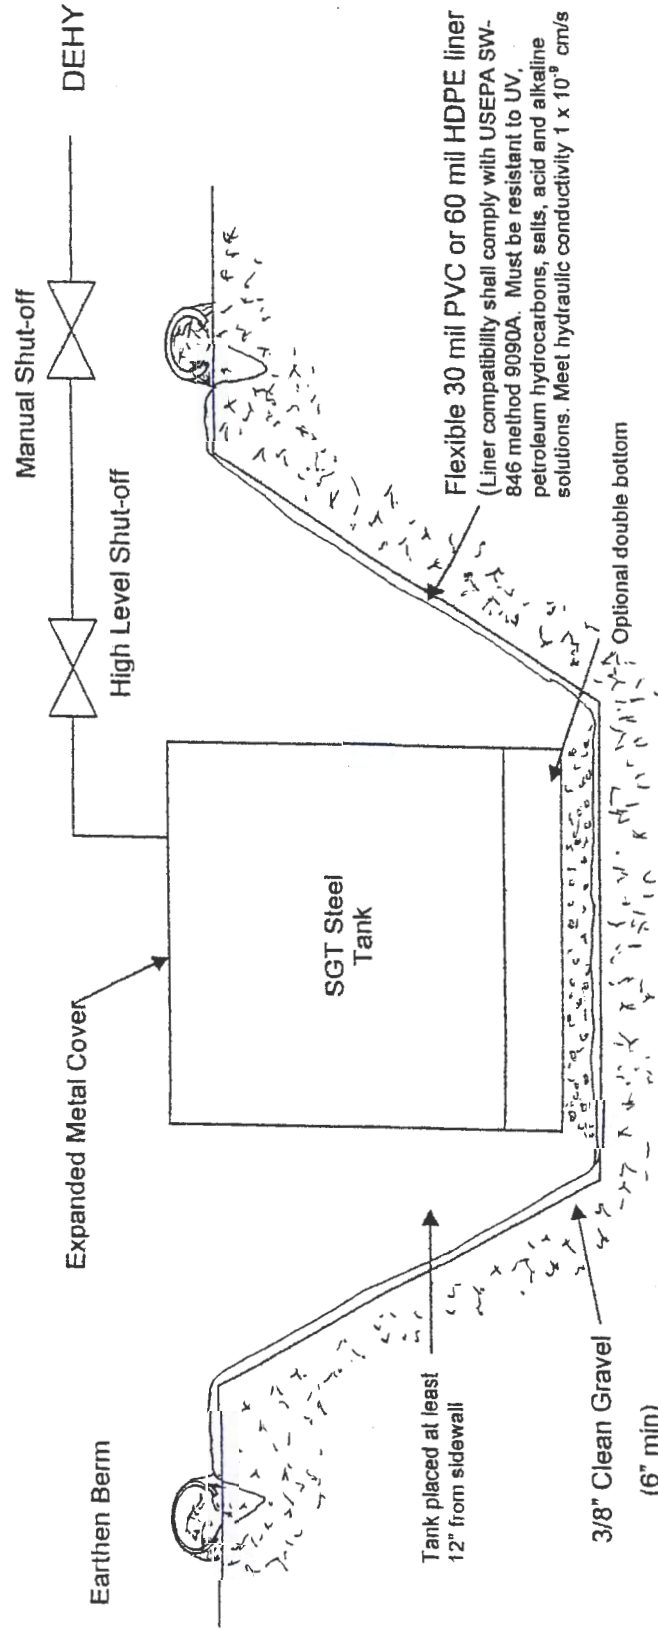 DEHY
Manual Shut-off
High Level Shut-off
Expanded Metal Cover
Earthen Berm
SGT Steel
Tank
Flexible 30 mil PVC or 60 mil HDPE liner
(Liner compatibility shall comply with USEPA SW-
846 method 9090A. Must be resistant to UV,
petroleum hydrocarbons, salts, acid and alkaline
solutions. Meet hydraulic conductivity 1 x 10⁻⁹ cm/s
Optional double bottom
Tank placed at least
12" from sidewall
3/8" Clean Gravel
(6" min)